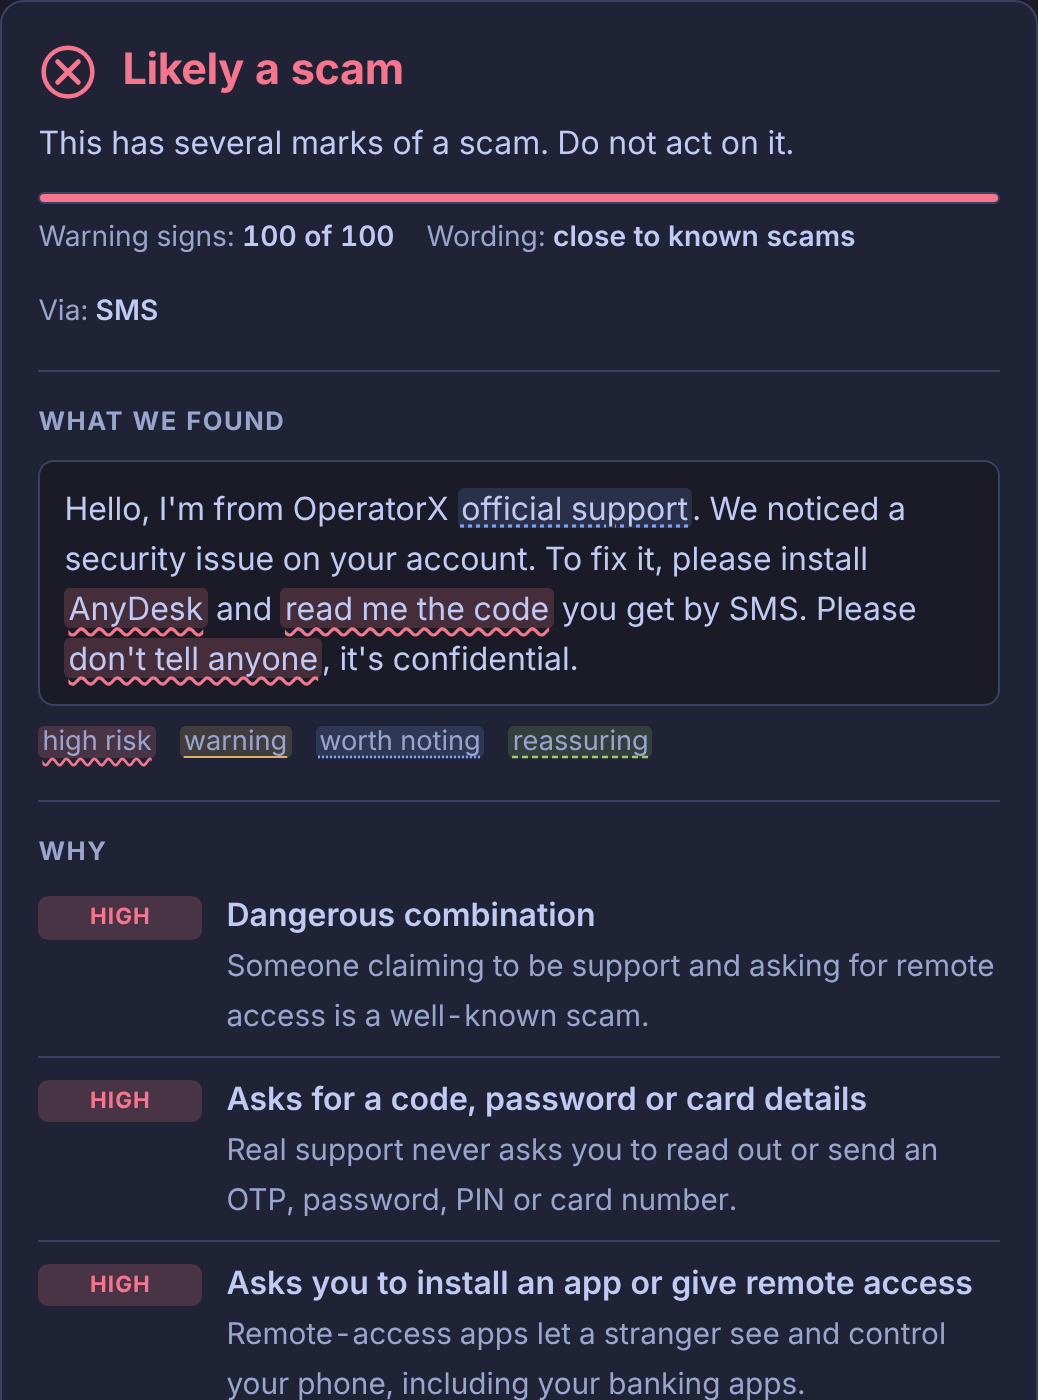 Likely a scam
This has several marks of a scam. Do not act on it.
Warning signs: 100 of 100 Wording: close to known scams
Via: SMS
WHAT WE FOUND
Hello, I'm from OperatorX official support. We noticed a
security issue on your account. To fix it, please install
AnyDesk and read me the code you get by SMS. Please
don't tell anyone, it's confidential.
high risk warning worth noting reassuring
WHY
HIGH Dangerous combination
Someone claiming to be support and asking for remote
access is a well-known scam.
HIGH Asks for a code, password or card details
Real support never asks you to read out or send an
OTP, password, PIN or card number.
HIGH Asks you to install an app or give remote access
Remote-access apps let a stranger see and control
your phone, including your banking apps.